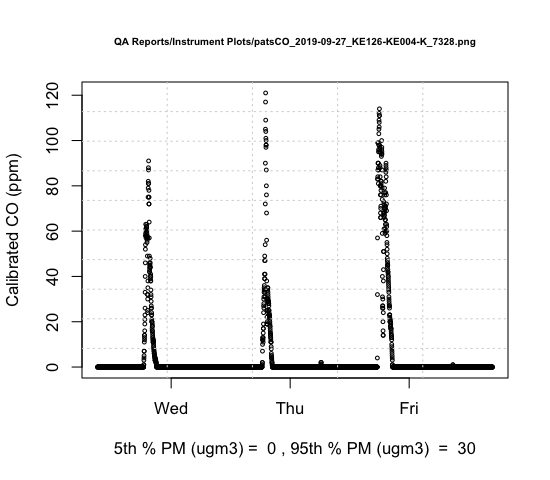 QA Reports/Instrument Plots/patsCO_2019-09-27_KE126-KE004-K_7328.png
Calibrated CO (ppm)
120
100
80
60
40
20
0
Wed Thu Fri
5th % PM (ugm3) = 0 , 95th % PM (ugm3) = 30